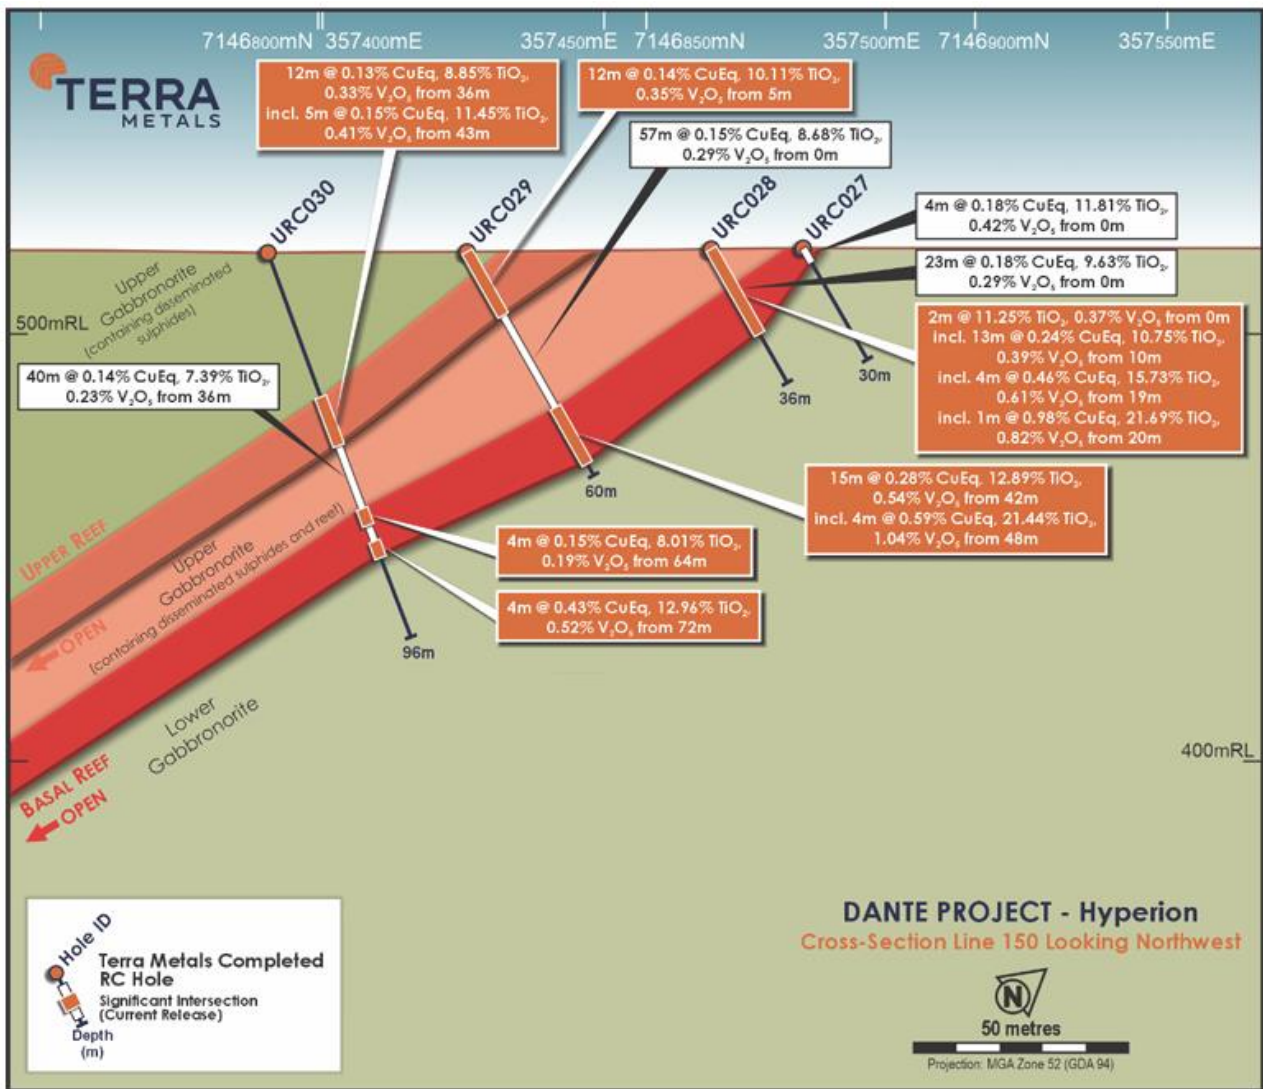 7146800mN 357400mE 357450mE 7146850mN 357500mE 7146900mN 357550mE
TERRA
METALS
12m @ 0.13% CuEq, 8.85% TiO₂,
0.33% V₂O₅ from 36m
incl. 5m @ 0.15% CuEq, 11.45% TiO₂,
0.41% V₂O₅ from 43m
12m @ 0.14% CuEq, 10.11% TiO₂,
0.35% V₂O₅ from 5m
57m @ 0.15% CuEq, 8.68% TiO₂,
0.29% V₂O₅ from 0m
URC030
URC029
URC028
URC027
4m @ 0.18% CuEq, 11.81% TiO₂,
0.42% V₂O₅ from 0m
23m @ 0.18% CuEq, 9.63% TiO₂,
0.29% V₂O₅ from 0m
2m @ 11.25% TiO₂, 0.37% V₂O₅ from 0m
incl. 13m @ 0.24% CuEq, 10.75% TiO₂,
0.39% V₂O₅ from 10m
incl. 4m @ 0.46% CuEq, 15.73% TiO₂,
0.61% V₂O₅ from 19m
incl. 1m @ 0.98% CuEq, 21.69% TiO₂,
0.82% V₂O₅ from 20m
Upper
Gabbronorite
(containing disseminated
sulphides)
500mRL
40m @ 0.14% CuEq, 7.39% TiO₂,
0.23% V₂O₅ from 36m
30m
36m
60m
96m
15m @ 0.28% CuEq, 12.89% TiO₂,
0.54% V₂O₅ from 42m
incl. 4m @ 0.59% CuEq, 21.44% TiO₂,
1.04% V₂O₅ from 48m
4m @ 0.15% CuEq, 8.01% TiO₂,
0.19% V₂O₅ from 64m
4m @ 0.43% CuEq, 12.96% TiO₂,
0.52% V₂O₅ from 72m
UPPER REEF
OPEN
Upper
Gabbronorite
(containing disseminated sulphides and reef)
Lower
Gabbronorite
BASAL REEF
OPEN
400mRL
Hole ID
Terra Metals Completed
RC Hole
Significant Intersection
(Current Release)
Depth
(m)
DANTE PROJECT - Hyperion
Cross-Section Line 150 Looking Northwest
N
50 metres
Projection: MGA Zone 52 (GDA 94)